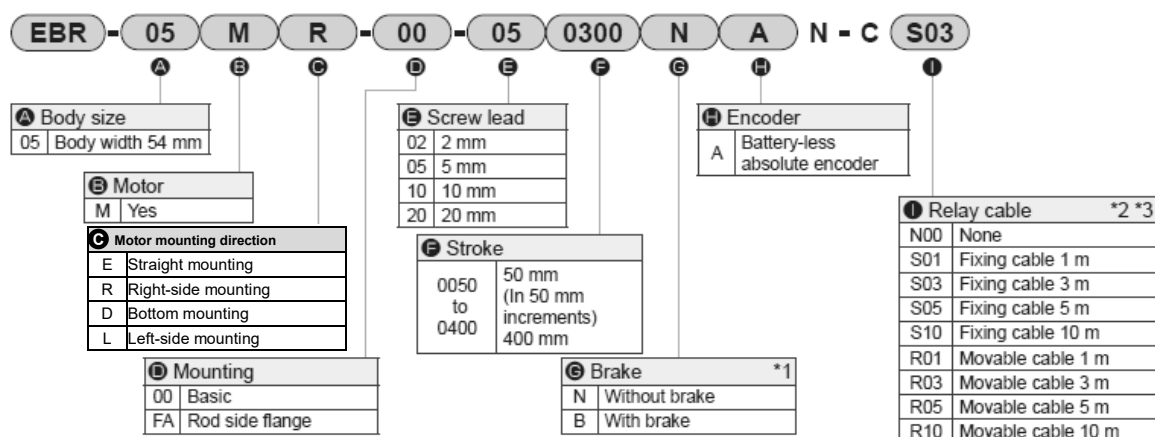 EBR - 05 M R - 00 - 05 0300 N A N - C S03
A B C D E F G H I
A Body size
05 Body width 54 mm
B Motor
M Yes
C Motor mounting direction
E Straight mounting
R Right-side mounting
D Bottom mounting
L Left-side mounting
D Mounting
00 Basic
FA Rod side flange
E Screw lead
02 2 mm
05 5 mm
10 10 mm
20 20 mm
F Stroke
0050
to
0400
50 mm
(In 50 mm
increments)
400 mm
G Brake *1
N Without brake
B With brake
H Encoder
A
Battery-less
absolute encoder
I Relay cable *2 *3
N00 None
S01 Fixing cable 1 m
S03 Fixing cable 3 m
S05 Fixing cable 5 m
S10 Fixing cable 10 m
R01 Movable cable 1 m
R03 Movable cable 3 m
R05 Movable cable 5 m
R10 Movable cable 10 m